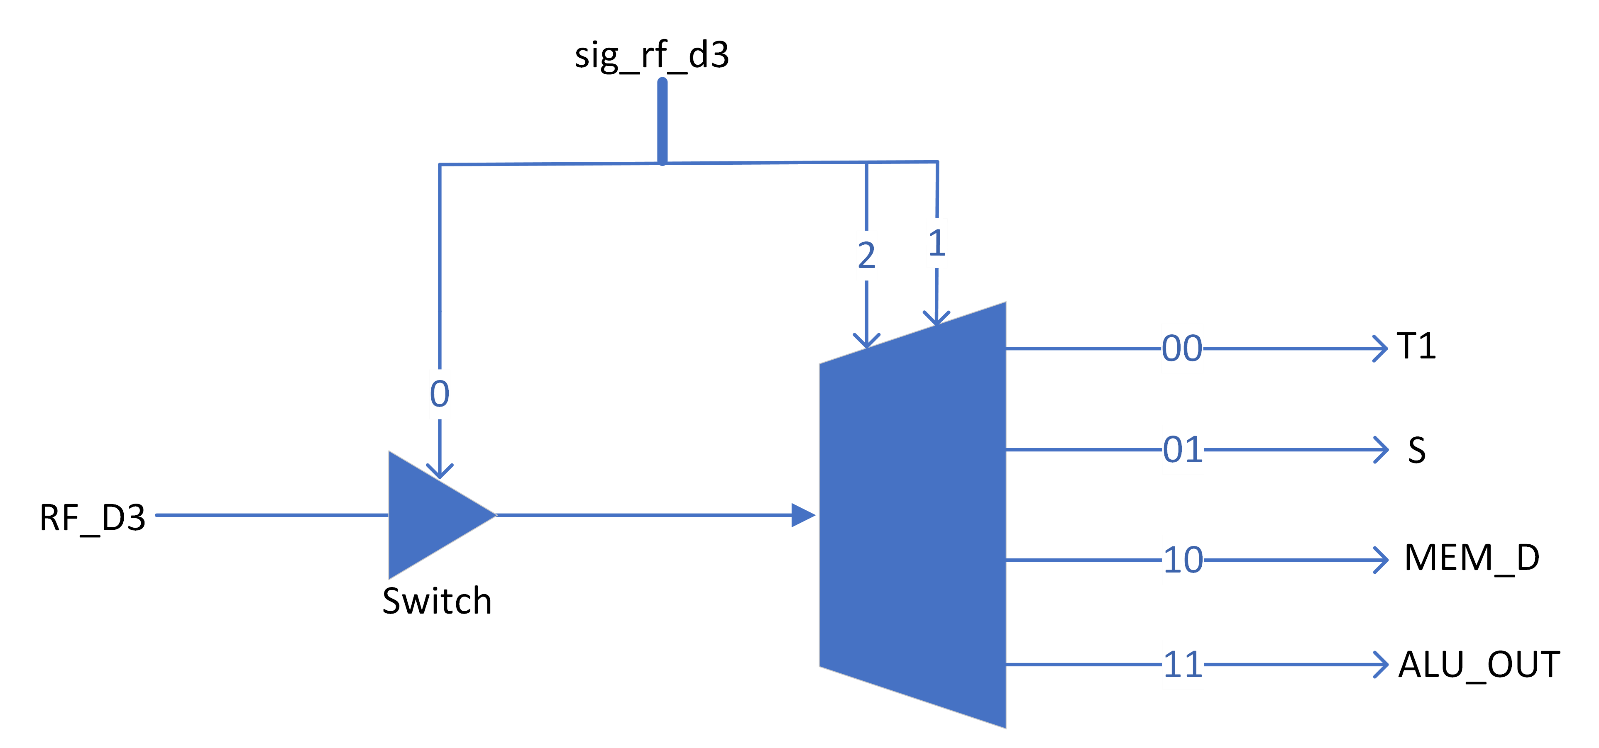 sig_rf_d3
2
1
0
00
T1
01
S
RF_D3
10
MEM_D
Switch
11
ALU_OUT